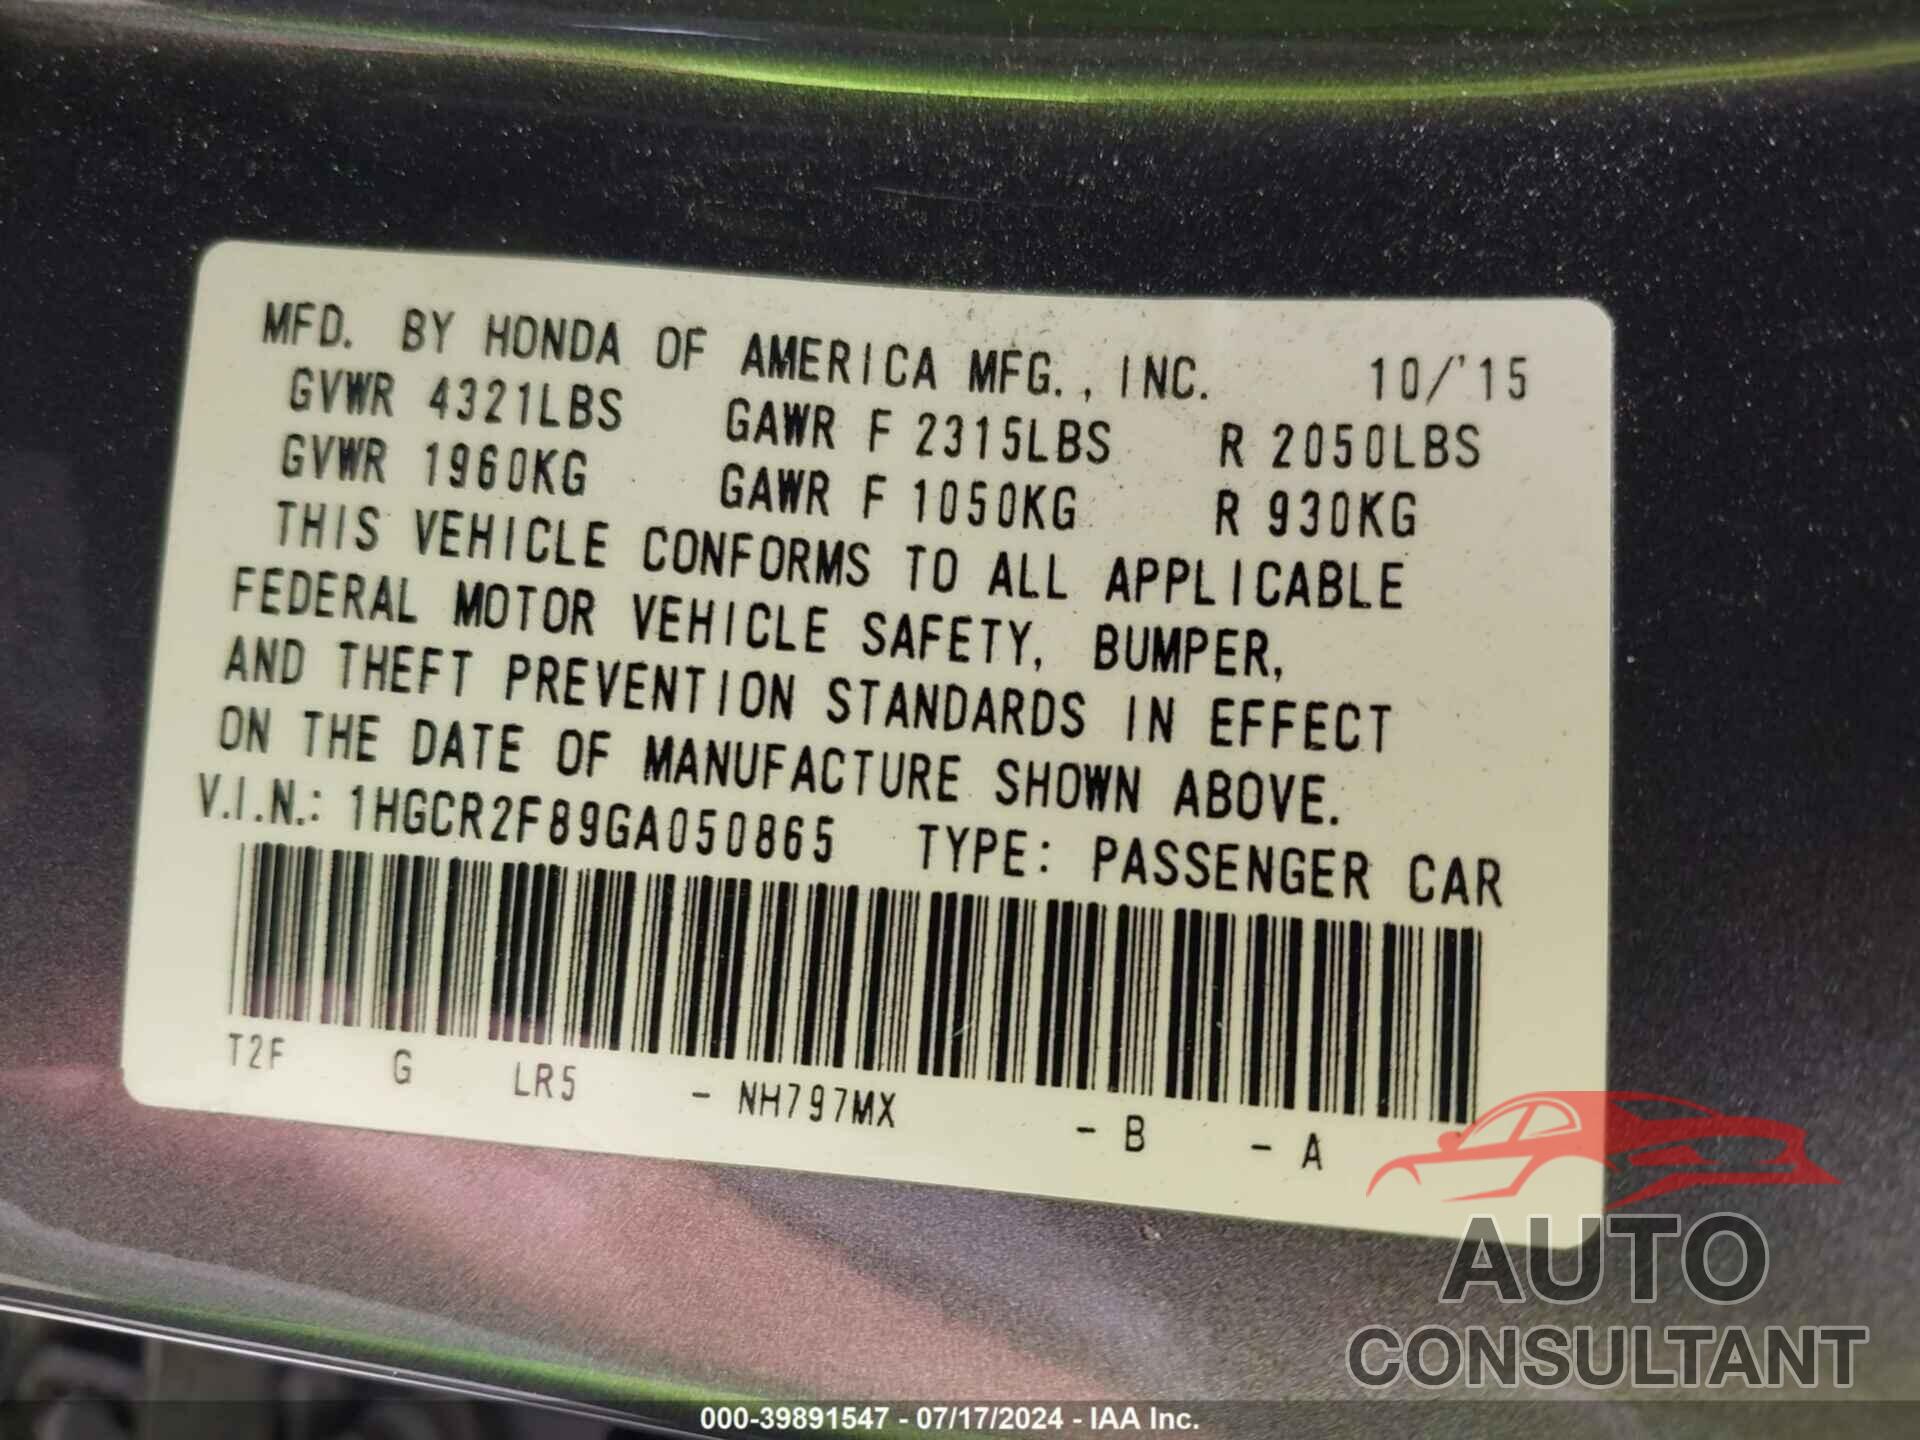 MFD. BY HONDA OF AMERICA MFG., INC. 10/'15
GVWR 4321LBS GAWR F 2315LBS R 2050LBS
GVWR 1960KG GAWR F 1050KG R 930KG
THIS VEHICLE CONFORMS TO ALL APPLICABLE
FEDERAL MOTOR VEHICLE SAFETY, BUMPER,
AND THEFT PREVENTION STANDARDS IN EFFECT
ON THE DATE OF MANUFACTURE SHOWN ABOVE.
V.I.N.: 1HGCR2F89GA050865 TYPE: PASSENGER CAR
T2F G LR5 - NH797MX - B - A
AUTO
CONSULTANT
000-39891547 - 07/17/2024 - IAA Inc.